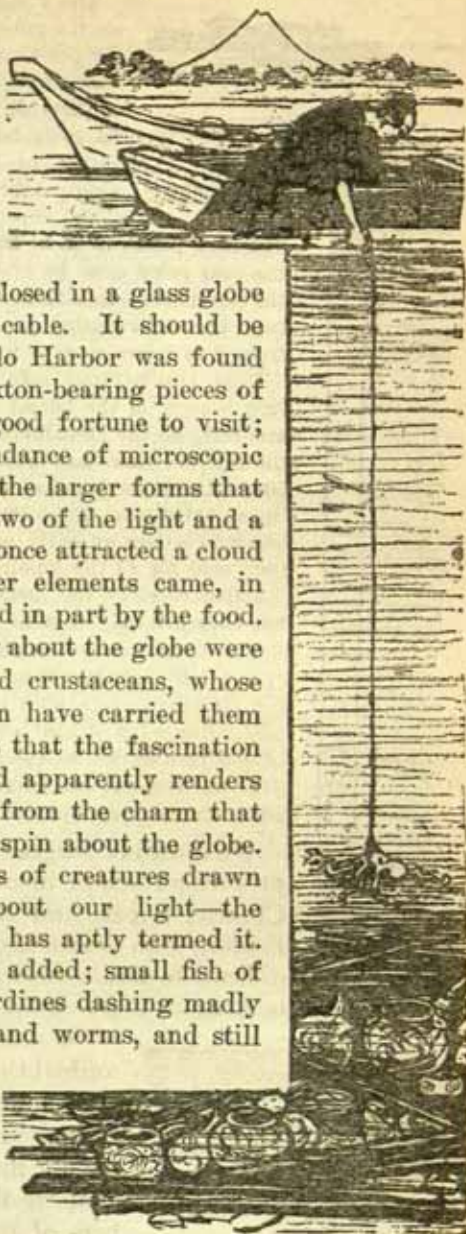 losed in a glass globe
cable. It should be
lo Harbor was found
kton-bearing pieces of
good fortune to visit;
ndance of microscopic
the larger forms that
two of the light and a
once attracted a cloud
er elements came, in
d in part by the food.
about the globe were
d crustaceans, whose
n have carried them
that the fascination
d apparently renders
from the charm that
spin about the globe.
s of creatures drawn
bout our light—the
has aptly termed it.
added; small fish of
rdines dashing madly
and worms, and still